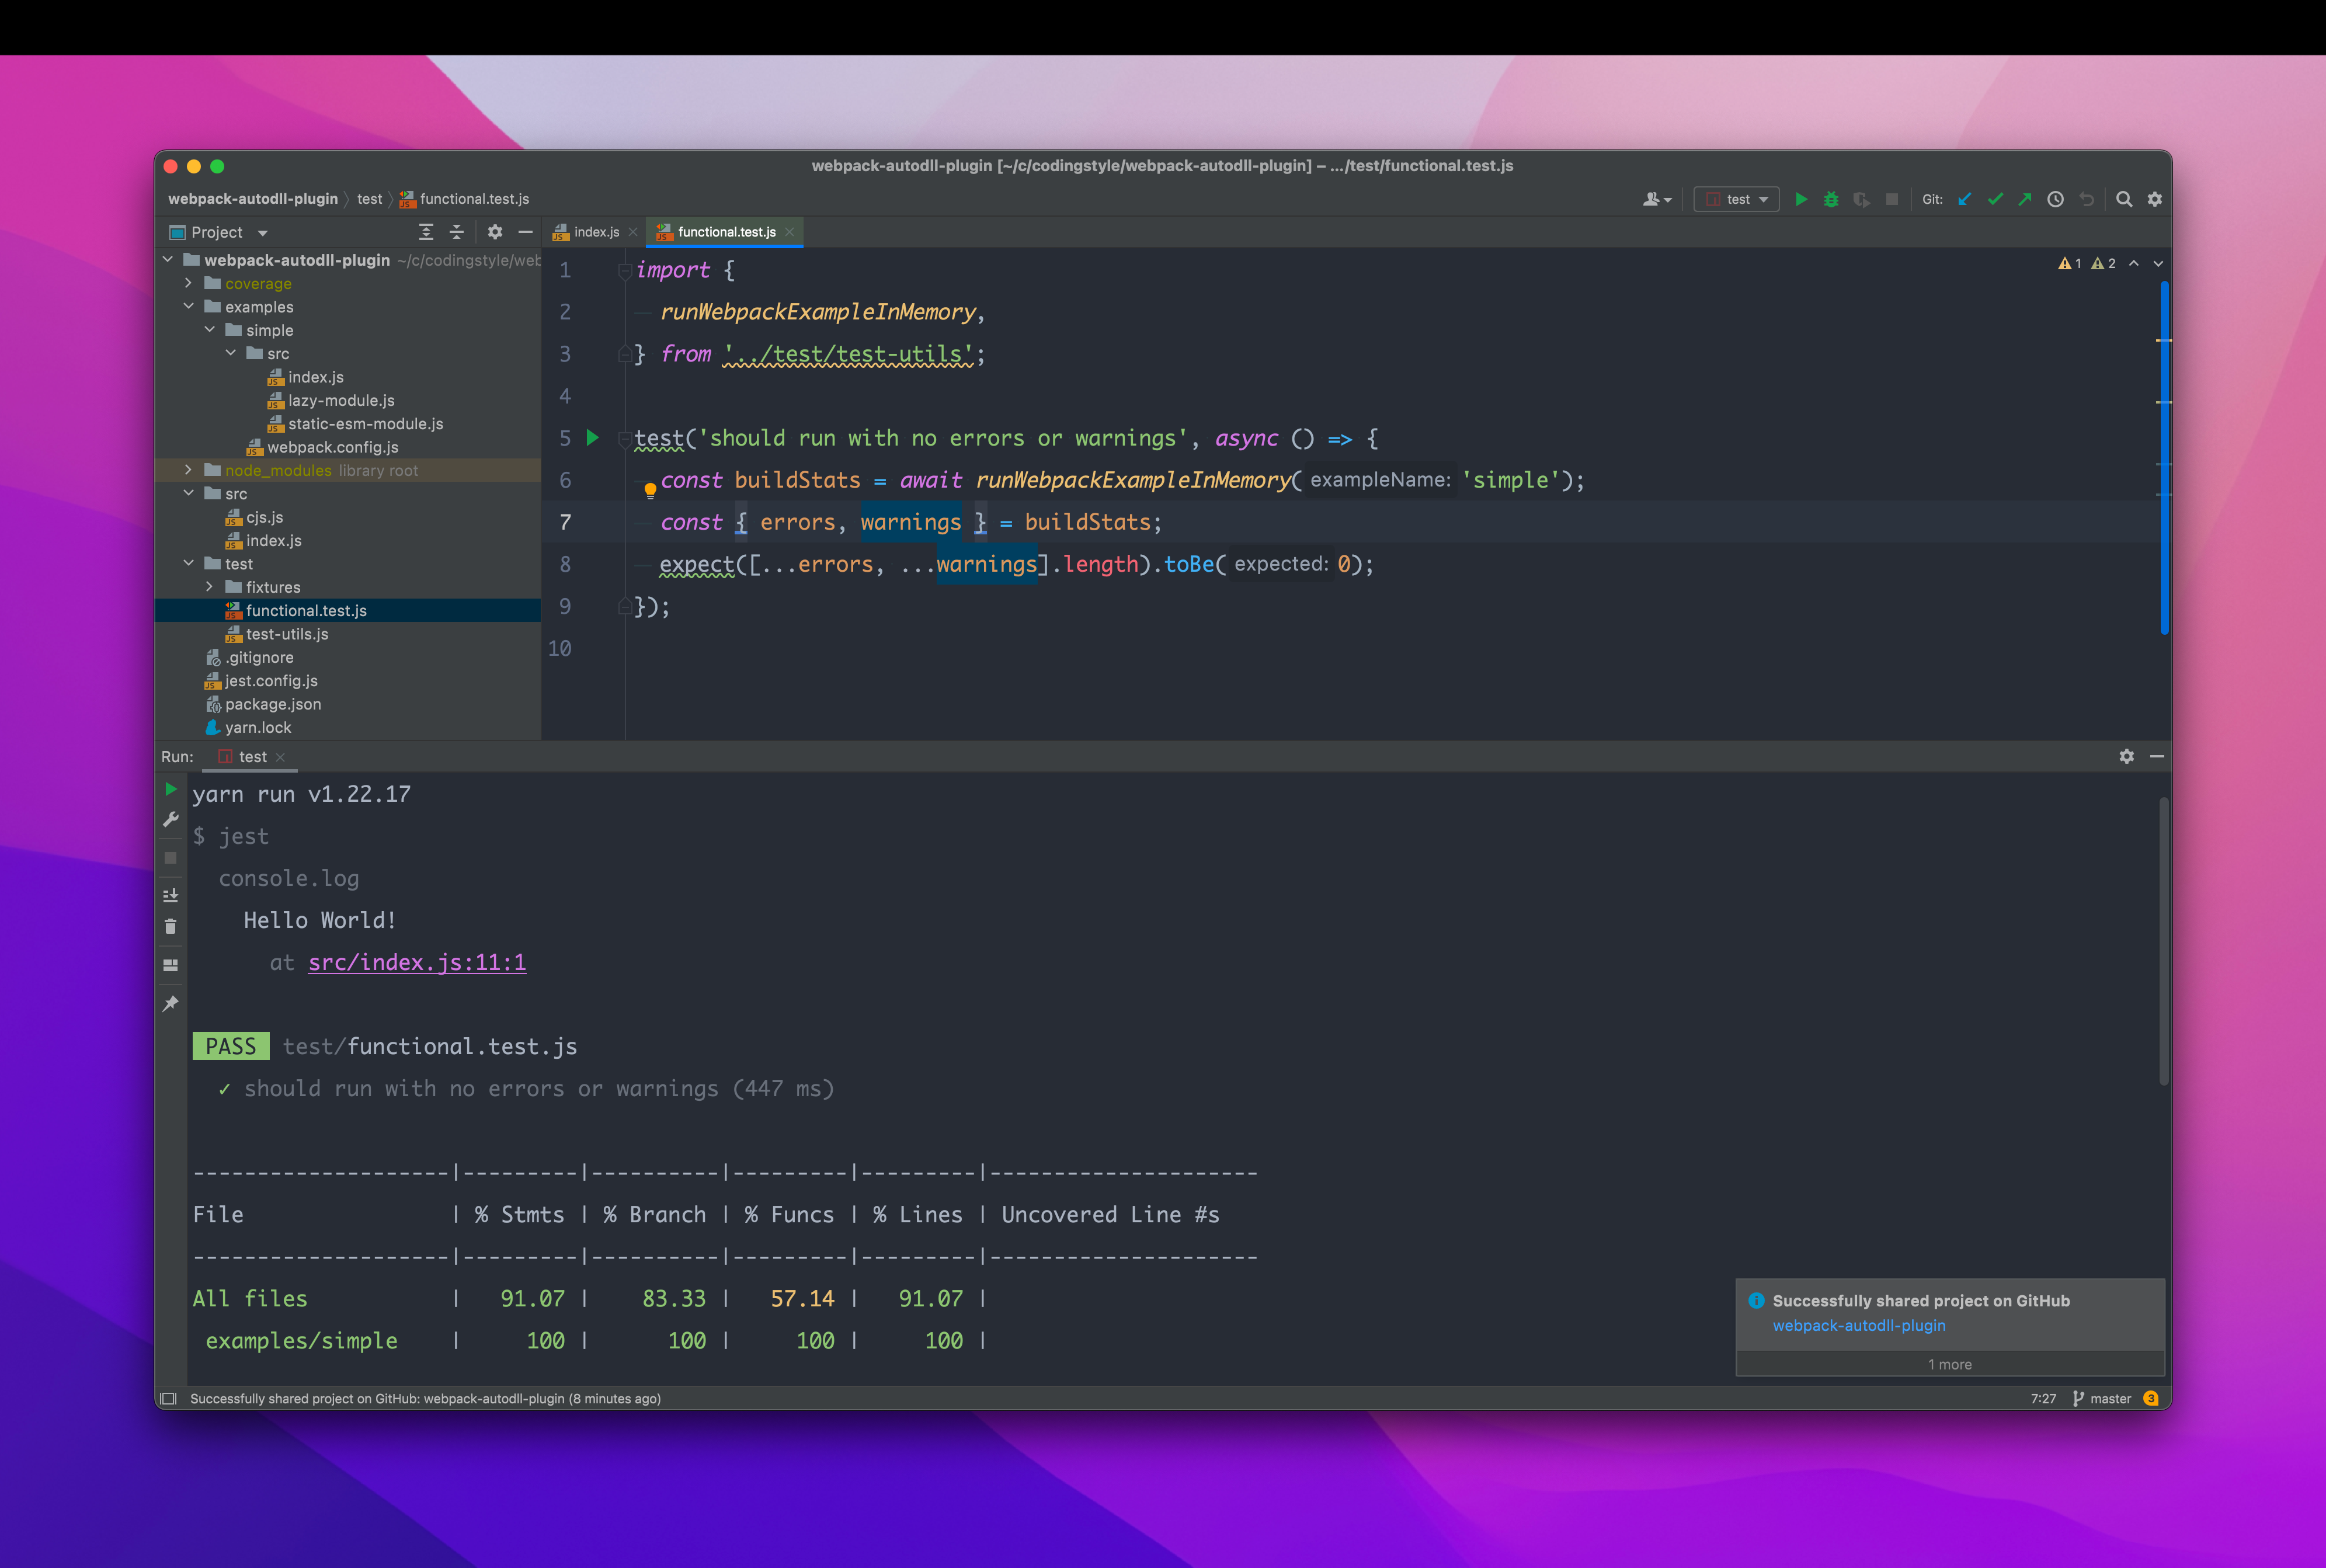 webpack-autodll-plugin [~/c/codingstyle/webpack-autodll-plugin] – .../test/functional.test.js
webpack-autodll-plugin test functional.test.js
test Git:
Project
index.js functional.test.js
webpack-autodll-plugin ~/c/codingstyle/web
coverage
examples
simple
src
index.js
lazy-module.js
static-esm-module.js
webpack.config.js
node_modules library root
src
cjs.js
index.js
test
fixtures
functional.test.js
test-utils.js
.gitignore
jest.config.js
package.json
yarn.lock
1 import {
2 runWebpackExampleInMemory,
3 } from '../test/test-utils';
4
5 test('should run with no errors or warnings', async () => {
6 const buildStats = await runWebpackExampleInMemory( exampleName: 'simple');
7 const { errors, warnings } = buildStats;
8 expect([...errors, ...warnings].length).toBe( expected: 0);
9 });
10
1 2
Run: test
yarn run v1.22.17
$ jest
console.log
Hello World!
at src/index.js:11:1
PASS test/functional.test.js
✓ should run with no errors or warnings (447 ms)
--------------------|---------|----------|---------|---------|---------------------
File | % Stmts | % Branch | % Funcs | % Lines | Uncovered Line #s
--------------------|---------|----------|---------|---------|---------------------
All files | 91.07 | 83.33 | 57.14 | 91.07 |
examples/simple | 100 | 100 | 100 | 100 |
Successfully shared project on GitHub
webpack-autodll-plugin
1 more
Successfully shared project on GitHub: webpack-autodll-plugin (8 minutes ago)
7:27 master 3